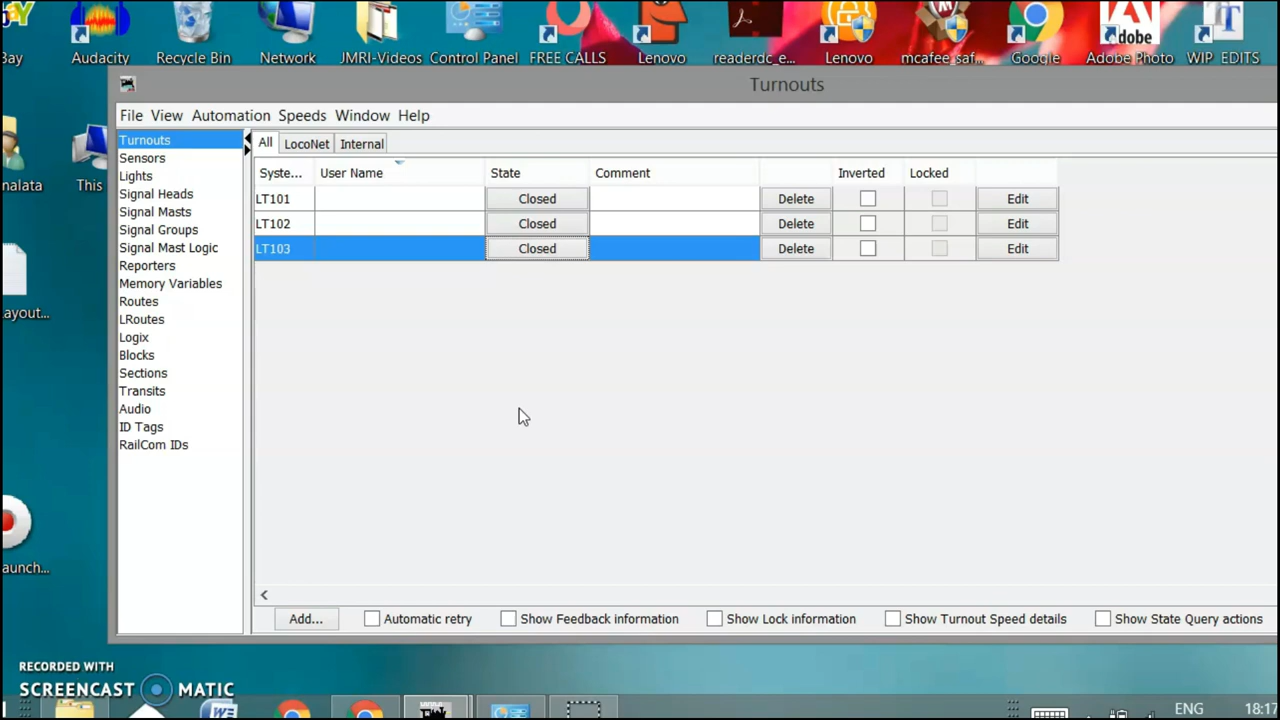 Bay
Audacity
Recycle Bin
Network
JMRI-Videos
Control Panel
FREE CALLS
Lenovo
readerdc_e...
Lenovo
mcafee_saf...
Google
Adobe Photo
WIP_EDITS
Turnouts
File View Automation Speeds Window Help
Turnouts
Sensors
Lights
Signal Heads
Signal Masts
Signal Groups
Signal Mast Logic
Reporters
Memory Variables
Routes
LRoutes
Logix
Blocks
Sections
Transits
Audio
ID Tags
RailCom IDs
All LocoNet Internal
Syste... User Name State Comment Inverted Locked
LT101 Closed Delete Edit
LT102 Closed Delete Edit
LT103 Closed Delete Edit
Add... Automatic retry Show Feedback information Show Lock information Show Turnout Speed details Show State Query actions
nalata
This
ayout...
aunch...
RECORDED WITH
SCREENCAST MATIC
ENG 18:17
Adobe